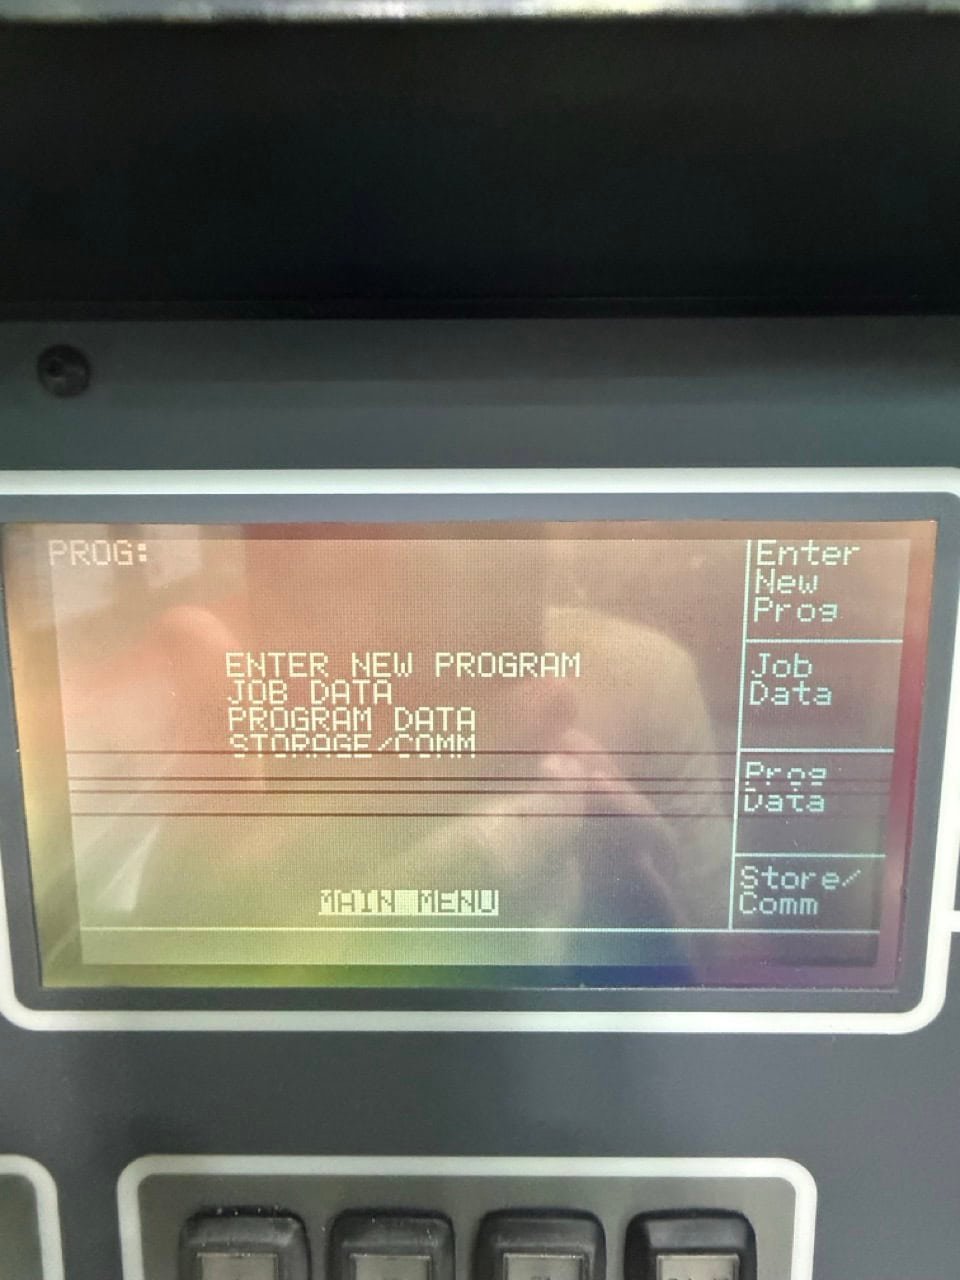 PROG:
Enter
New
Prog
ENTER NEW PROGRAM
JOB DATA
PROGRAM DATA
STORAGE/COMM
Job
Data
Prog
Data
Store/
Comm
MAIN MENU